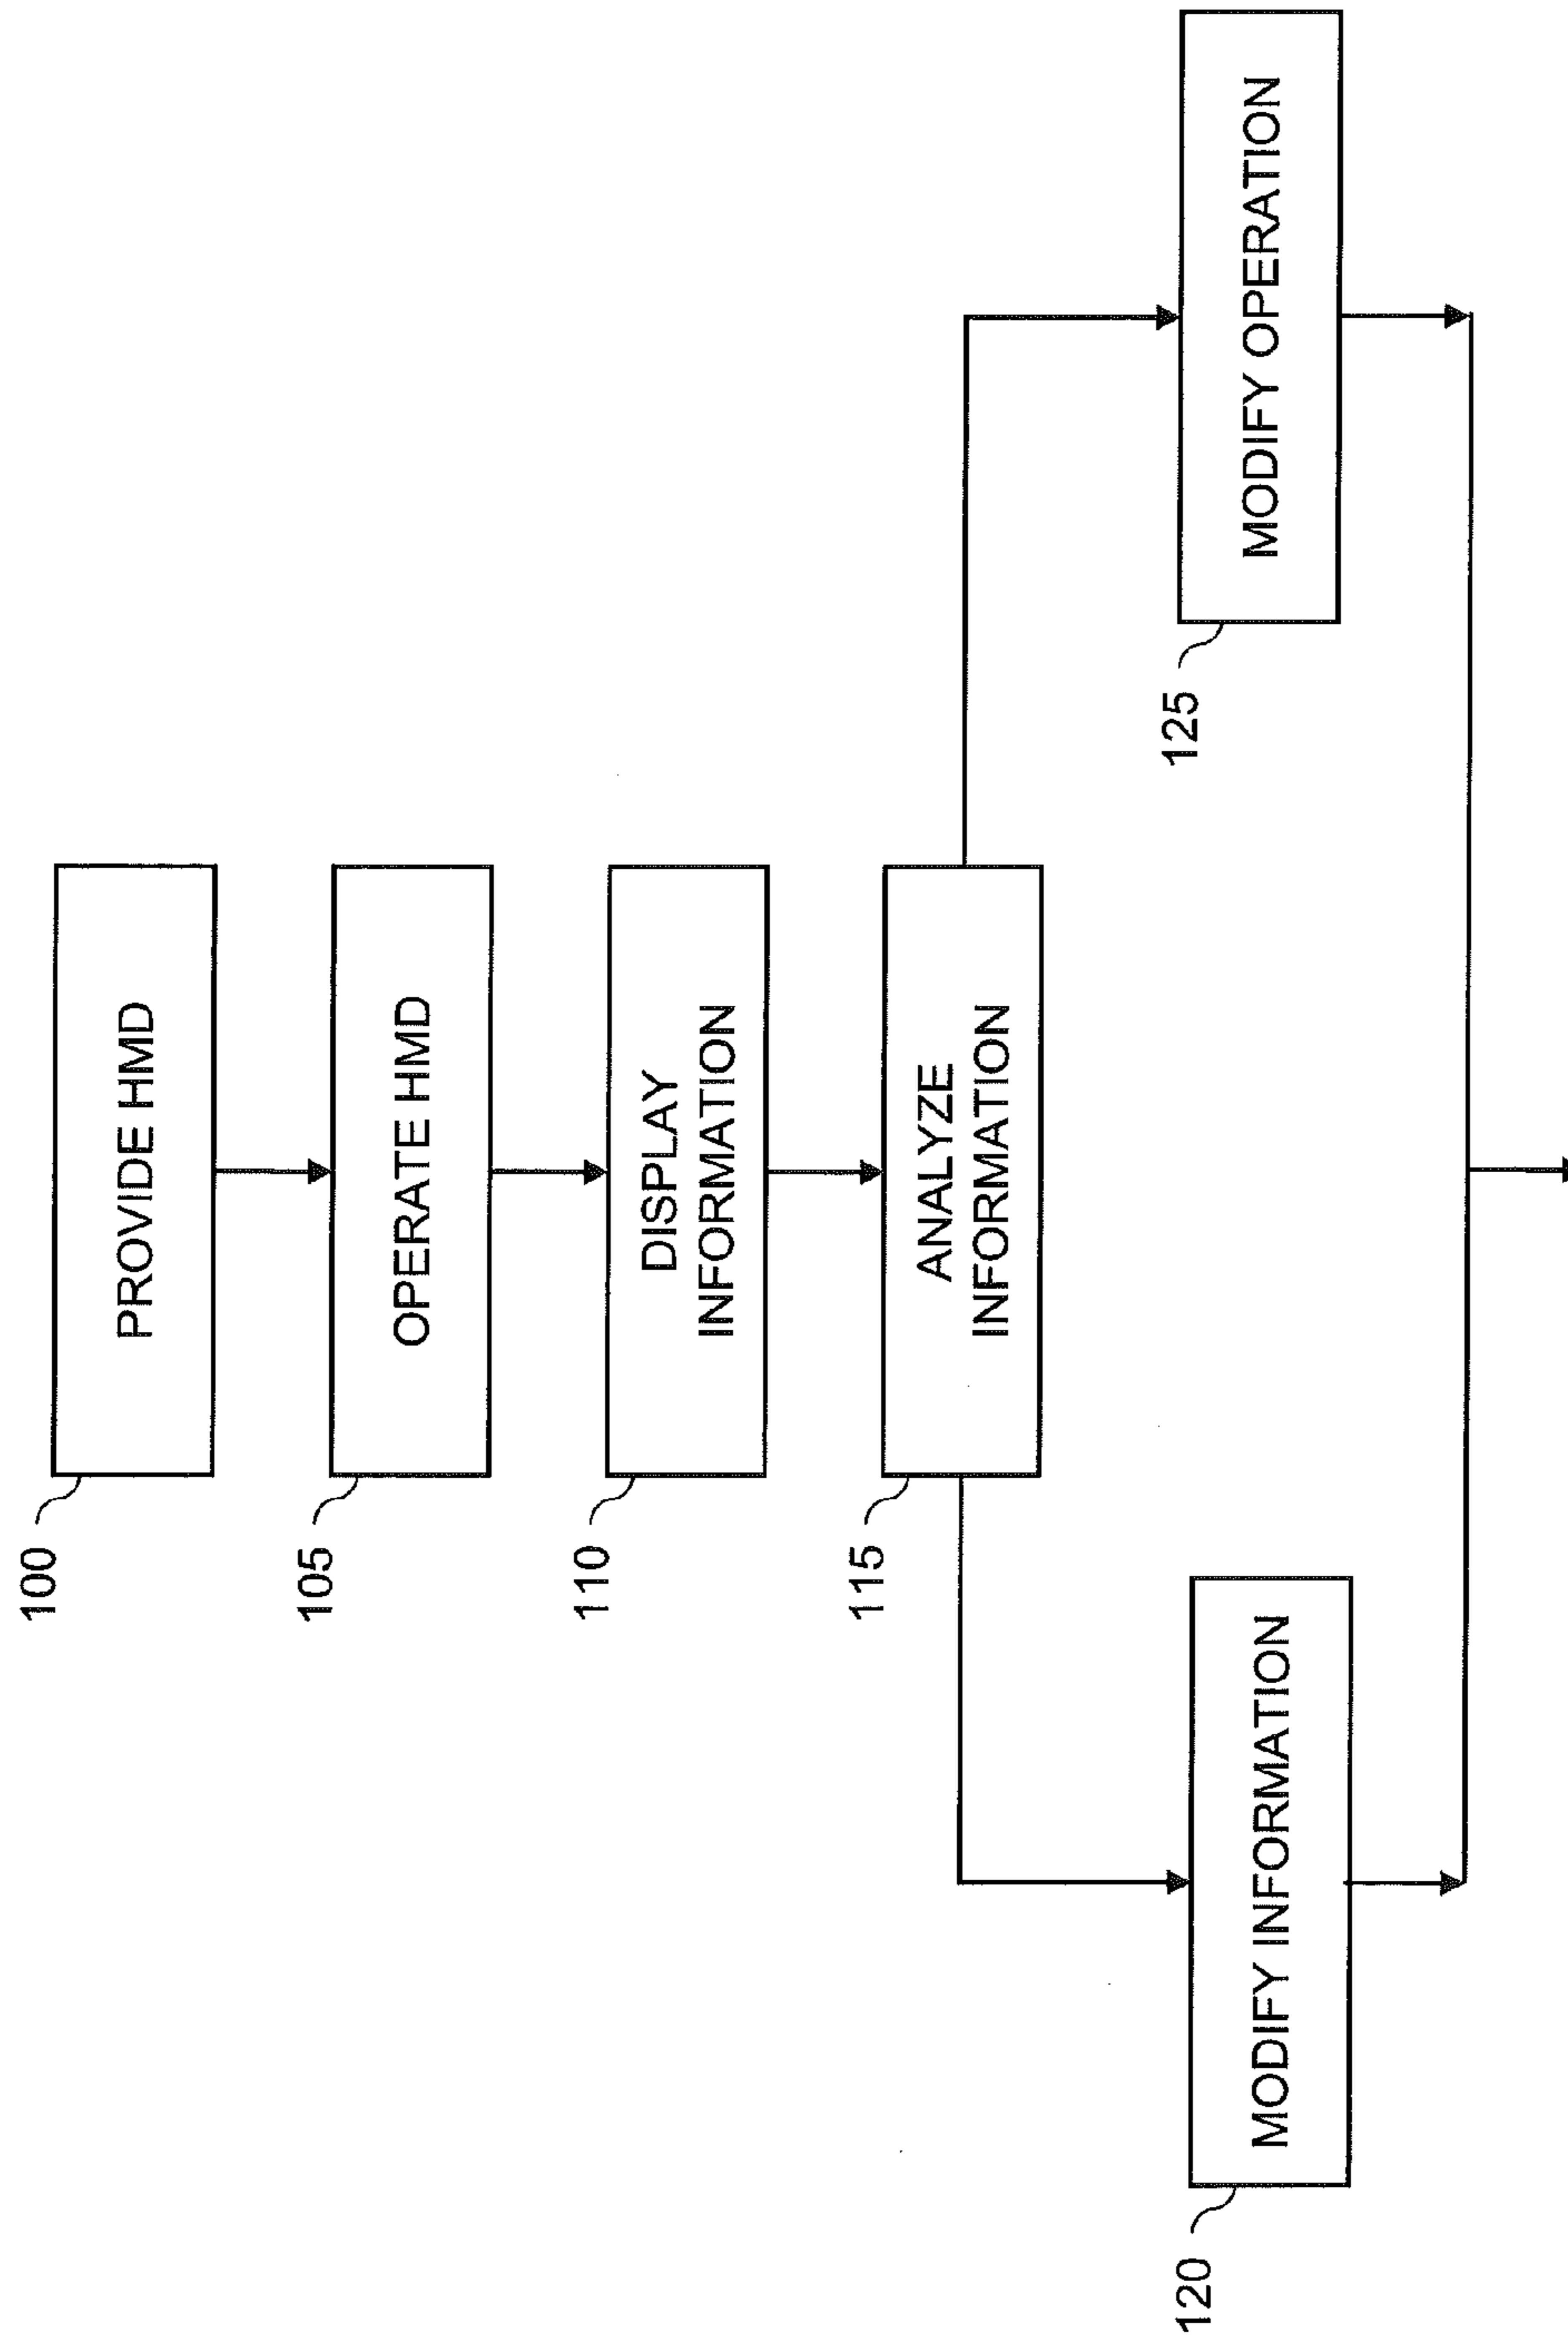 100
PROVIDE HMD
105
OPERATE HMD
110
DISPLAY
INFORMATION
115
ANALYZE
INFORMATION
120
MODIFY INFORMATION
125
MODIFY OPERATION